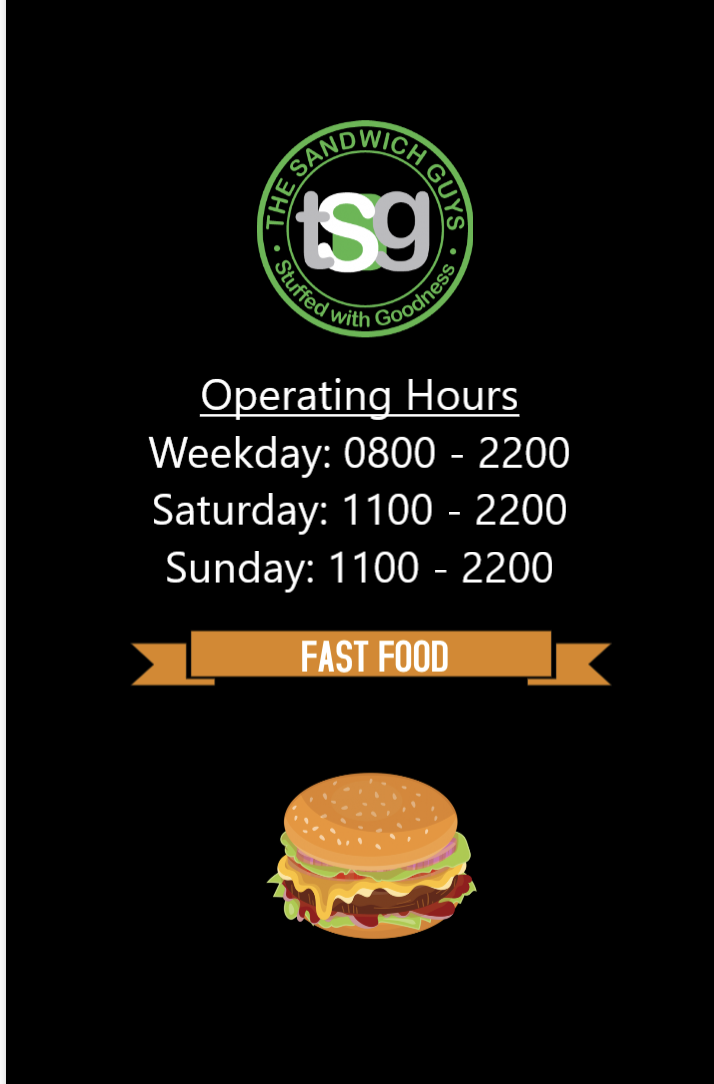 THE SANDWICH GUYS
tsg
Stuffed with Goodness
Operating Hours
Weekday: 0800 - 2200
Saturday: 1100 - 2200
Sunday: 1100 - 2200
FAST FOOD